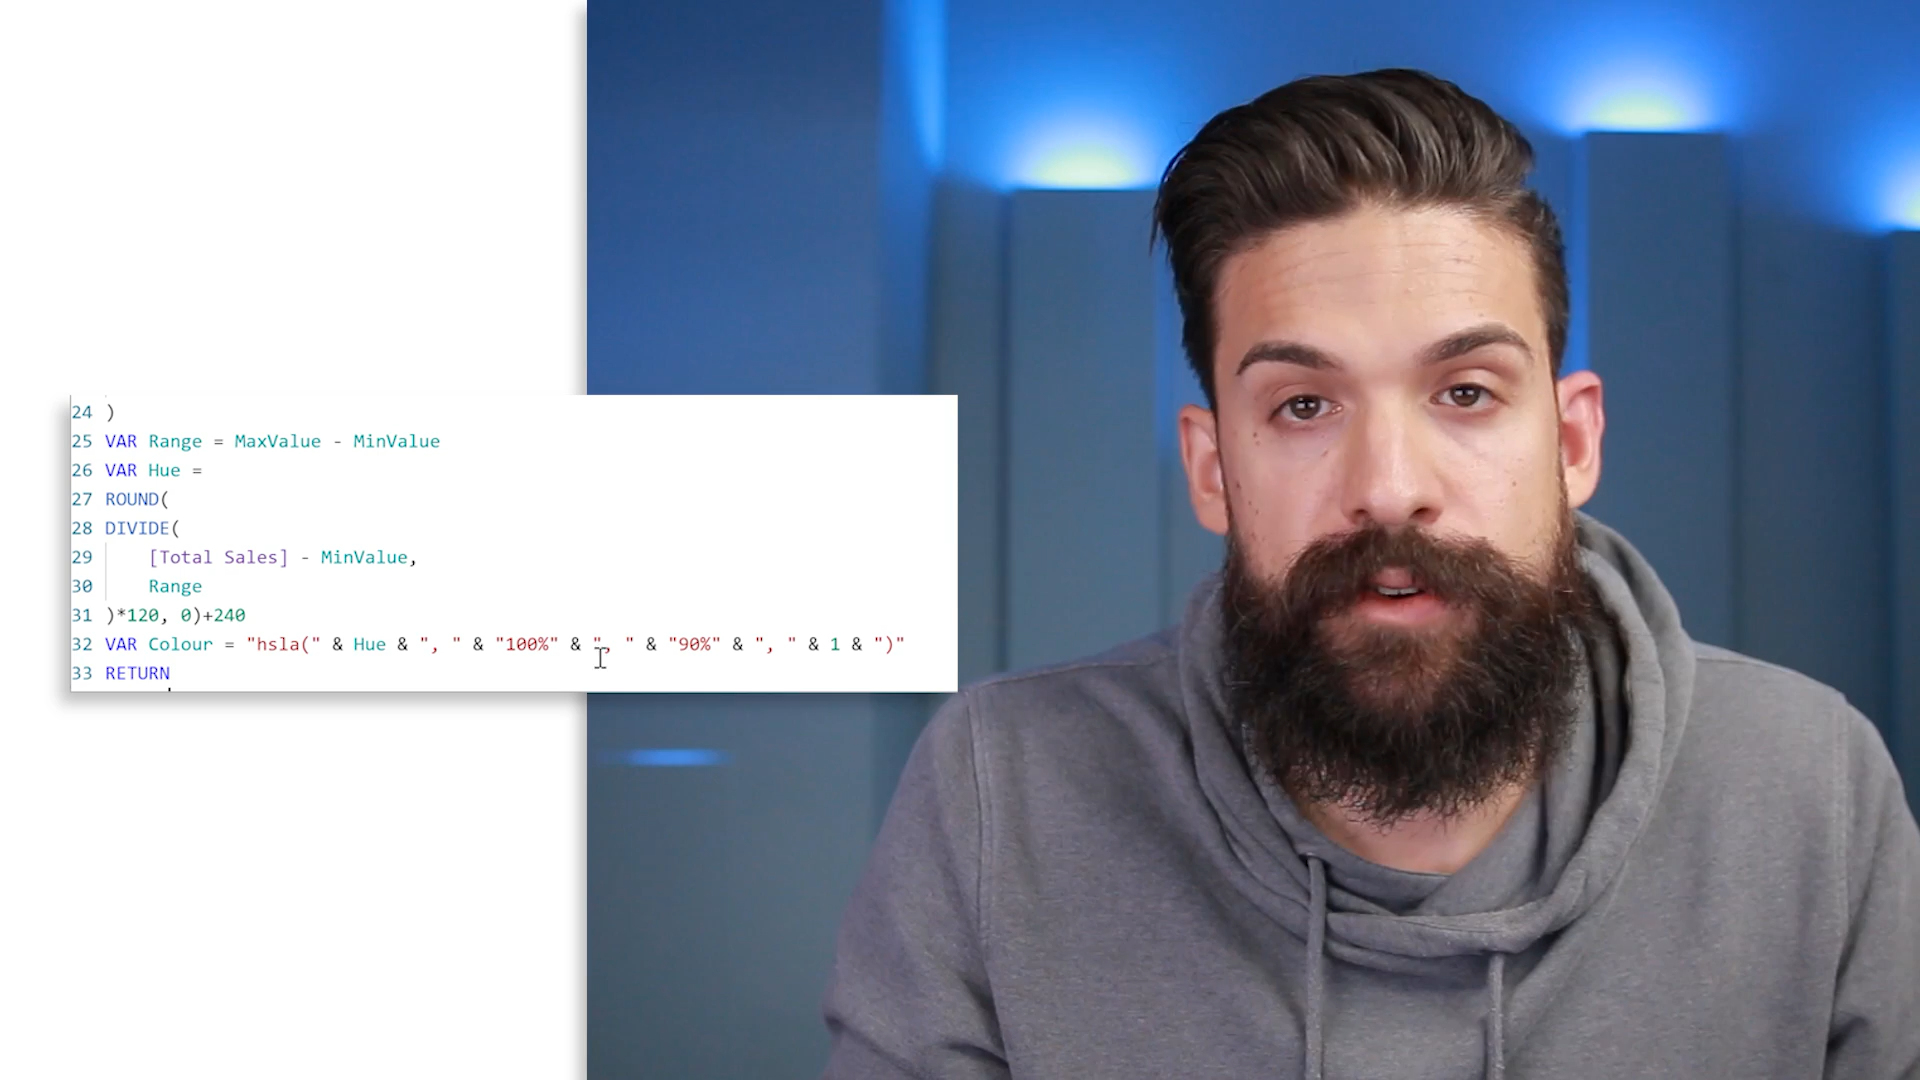 24 )
25 VAR Range = MaxValue - MinValue
26 VAR Hue =
27 ROUND(
28 DIVIDE(
29     [Total Sales] - MinValue,
30     Range
31 )*120, 0)+240
32 VAR Colour = "hsla(" & Hue & ", " & "100%" & ", " & "90%" & ", " & 1 & ")"
33 RETURN